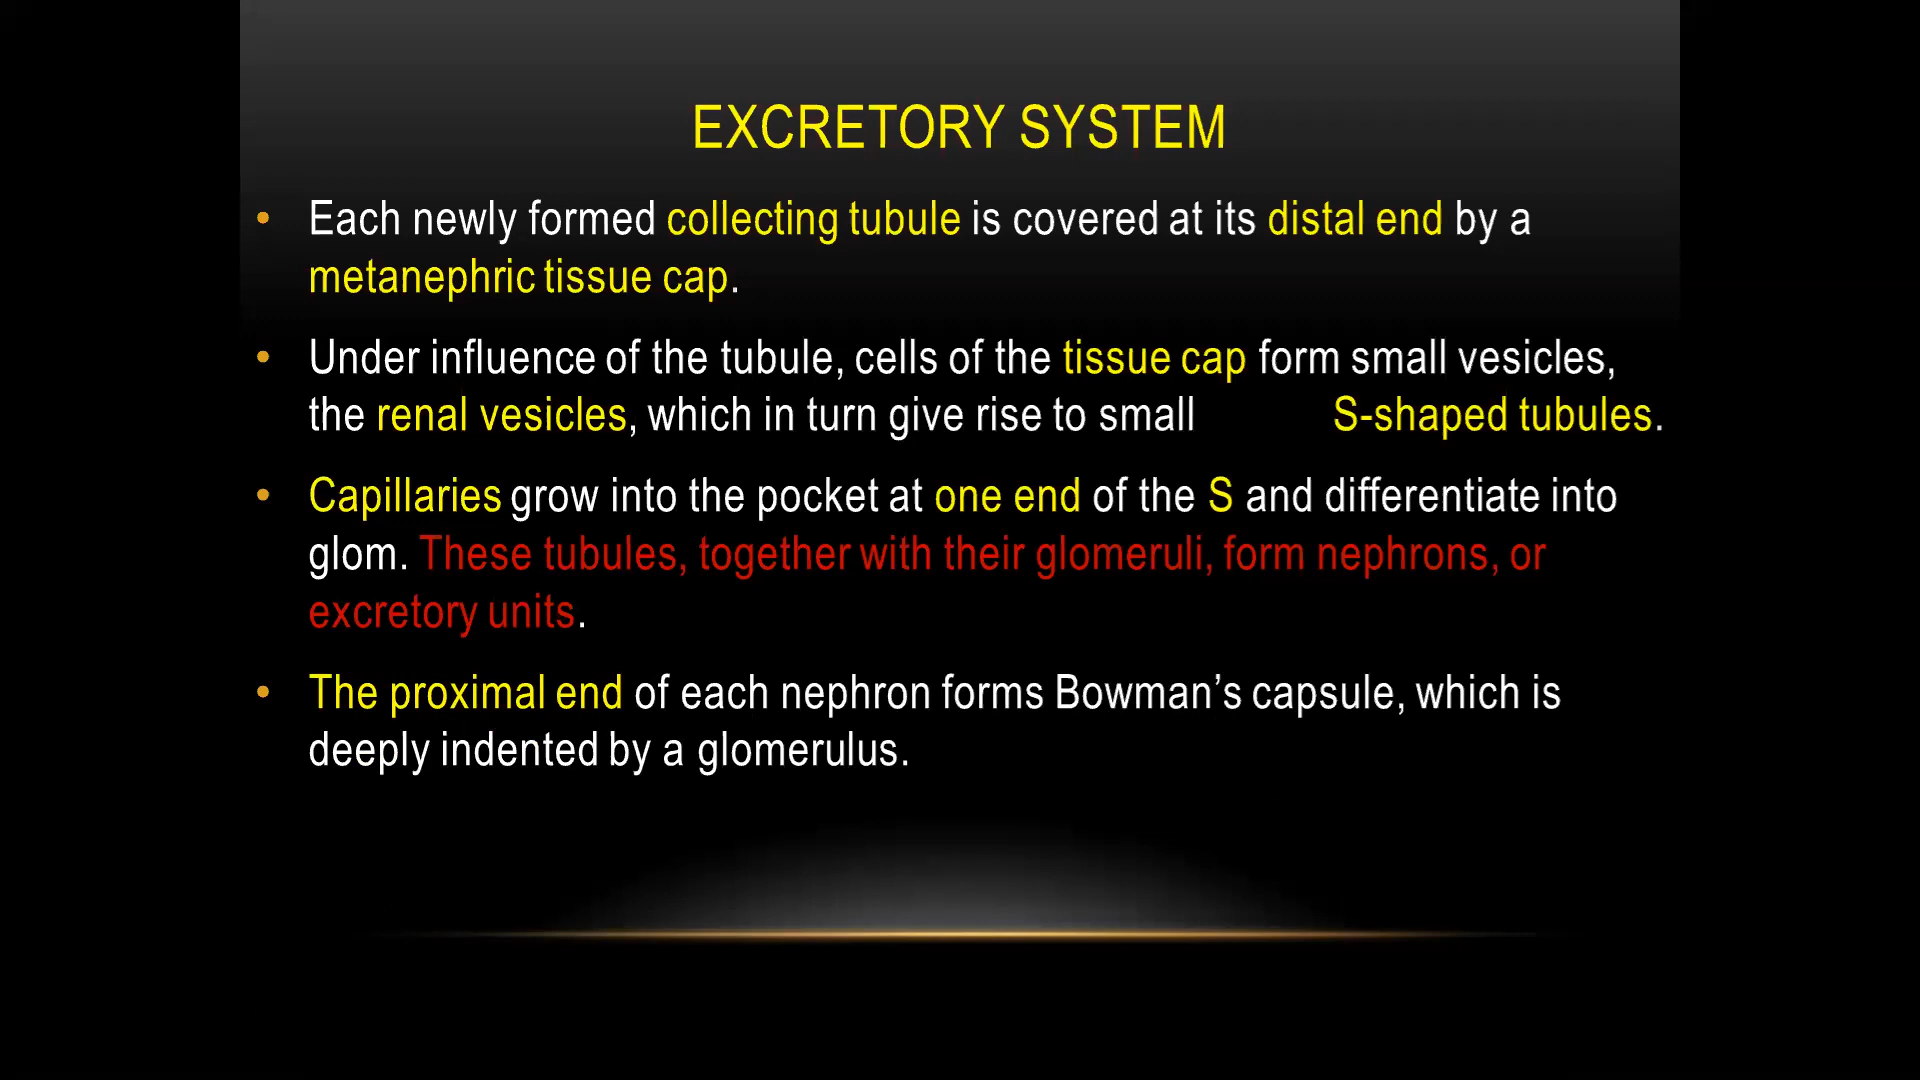 EXCRETORY SYSTEM
• Each newly formed collecting tubule is covered at its distal end by a
metanephric tissue cap.
• Under influence of the tubule, cells of the tissue cap form small vesicles,
the renal vesicles, which in turn give rise to small S-shaped tubules.
• Capillaries grow into the pocket at one end of the S and differentiate into
glom. These tubules, together with their glomeruli, form nephrons, or
excretory units.
• The proximal end of each nephron forms Bowman’s capsule, which is
deeply indented by a glomerulus.